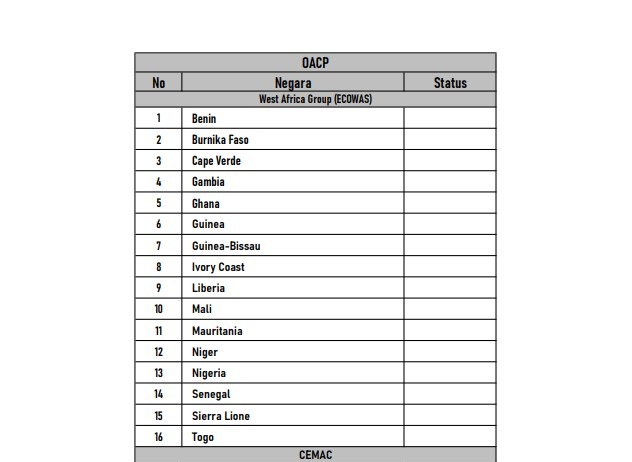 OACP
No Negara Status
West Africa Group (ECOWAS)
1 Benin
2 Burnika Faso
3 Cape Verde
4 Gambia
5 Ghana
6 Guinea
7 Guinea-Bissau
8 Ivory Coast
9 Liberia
10 Mali
11 Mauritania
12 Niger
13 Nigeria
14 Senegal
15 Sierra Lione
16 Togo
CEMAC